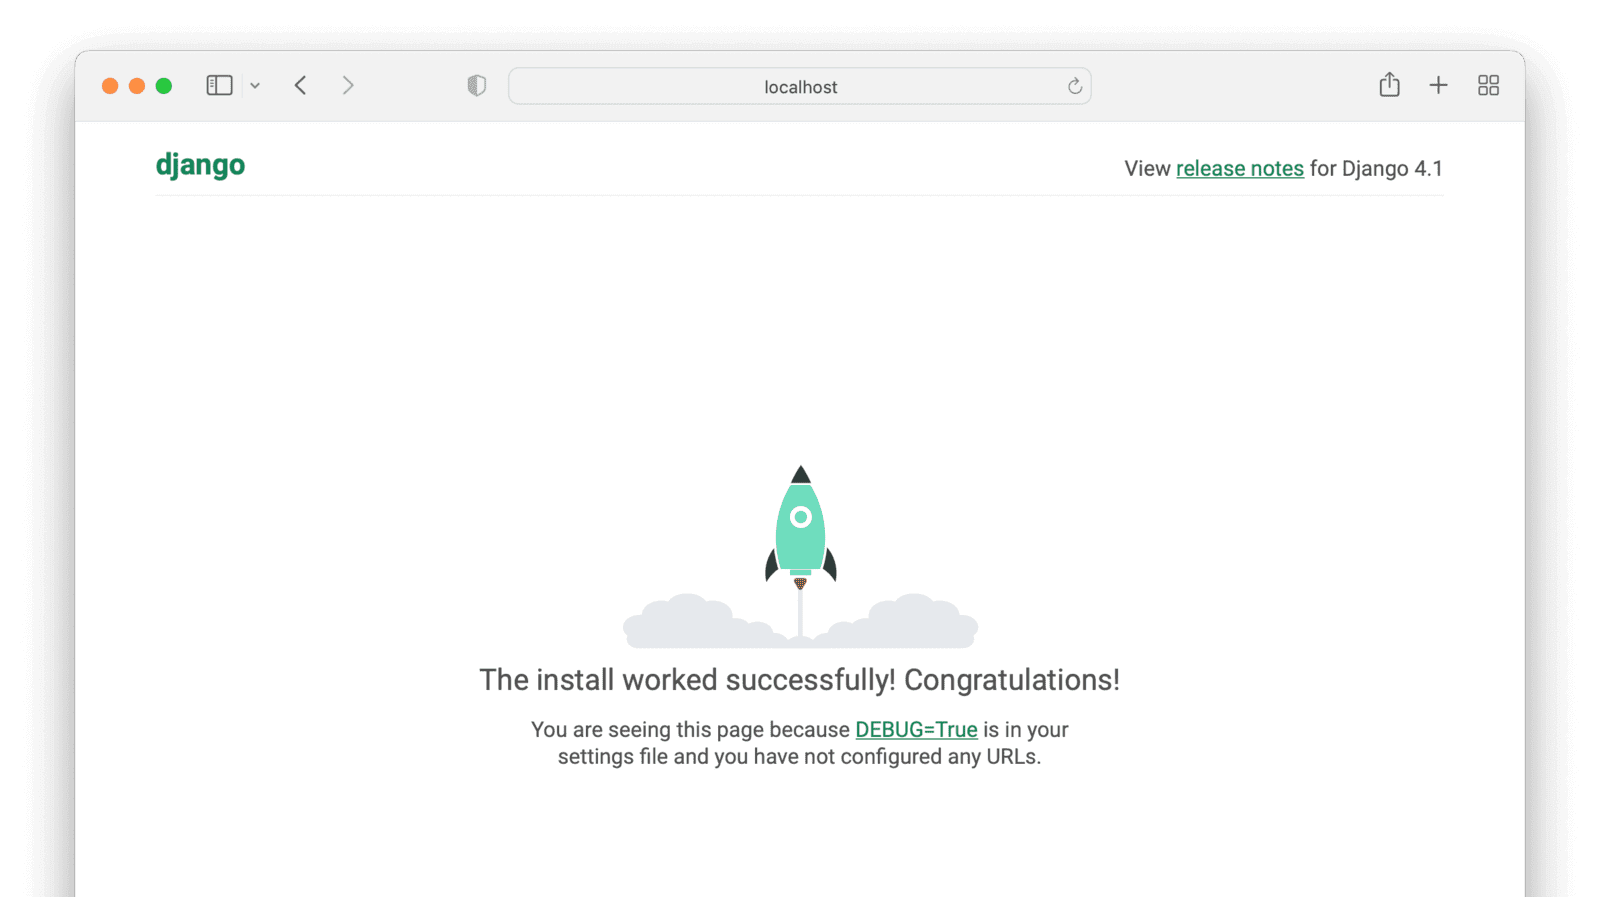 localhost
django
View release notes for Django 4.1
The install worked successfully! Congratulations!
You are seeing this page because DEBUG=True is in your
settings file and you have not configured any URLs.